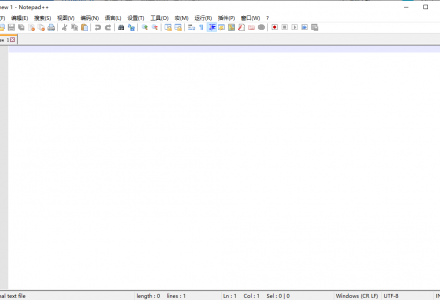 new 1 - Notepad++
(F) 编辑(E) 搜索(S) 视图(V) 编码(N) 语言(L) 设置(T) 工具(O) 宏(M) 运行(R) 插件(P) 窗口(W) ?
1
al text file length : 0 lines : 1 Ln : 1 Col : 1 Sel : 0 | 0 Windows (CR LF) UTF-8 IN